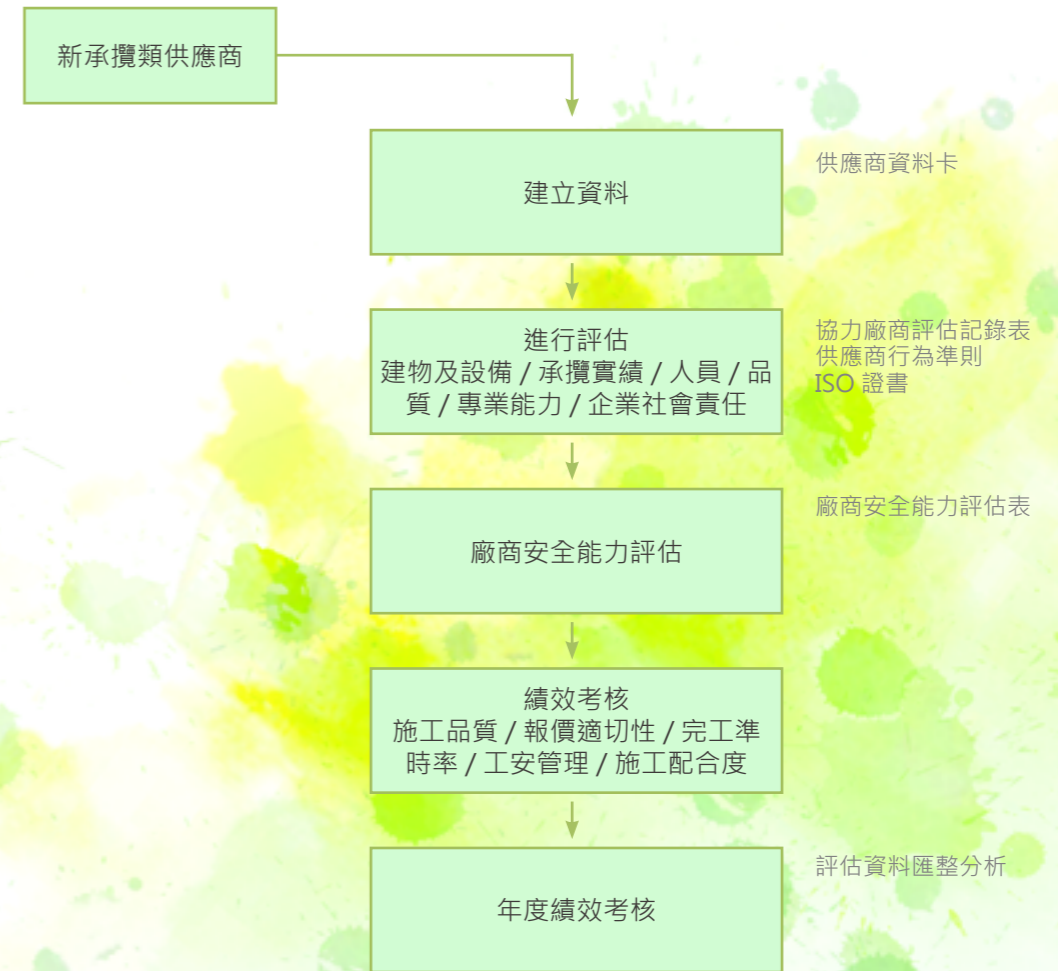 新承攬類供應商
建立資料
供應商資料卡
進行評估
建物及設備 / 承攬實績 / 人員 / 品
質 / 專業能力 / 企業社會責任
協力廠商評估記錄表
供應商行為準則
ISO 證書
廠商安全能力評估
廠商安全能力評估表
績效考核
施工品質 / 報價適切性 / 完工準
時率 / 工安管理 / 施工配合度
年度績效考核
評估資料匯整分析